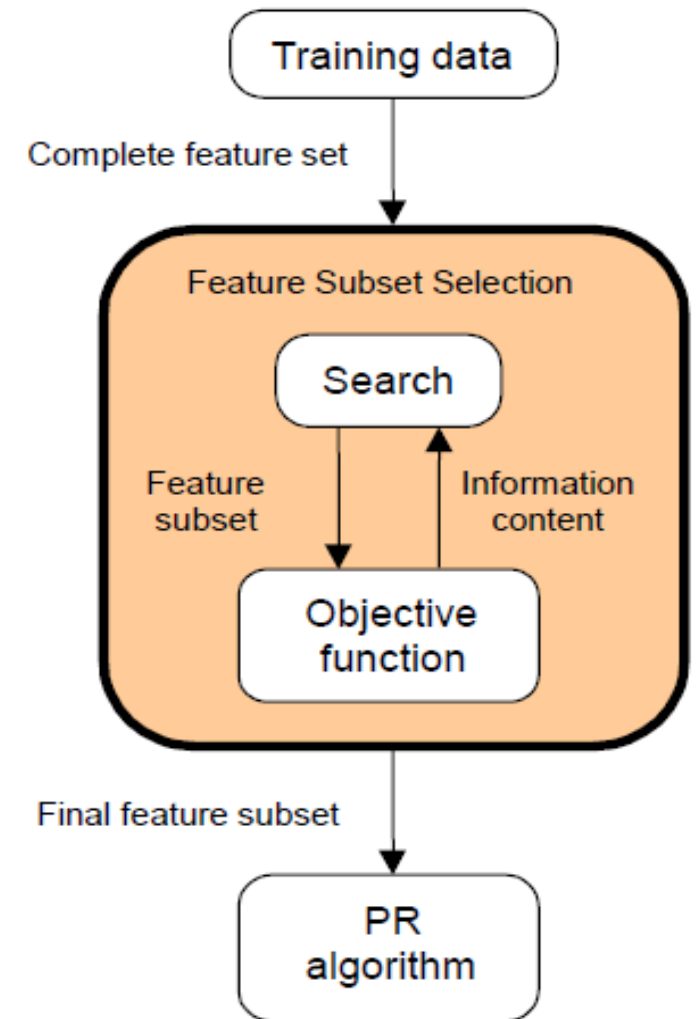 Training data
Complete feature set
Feature Subset Selection
Search
Feature
subset
Information
content
Objective
function
Final feature subset
PR
algorithm